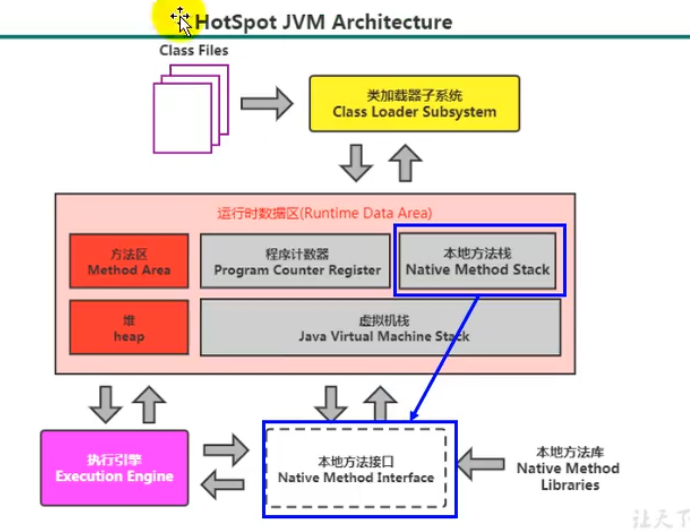 HotSpot JVM Architecture
Class Files
类加载器子系统
Class Loader Subsystem
运行时数据区(Runtime Data Area)
方法区
Method Area
程序计数器
Program Counter Register
本地方法栈
Native Method Stack
堆
heap
虚拟机栈
Java Virtual Machine Stack
执行引擎
Execution Engine
本地方法接口
Native Method Interface
本地方法库
Native Method
Libraries
让天下